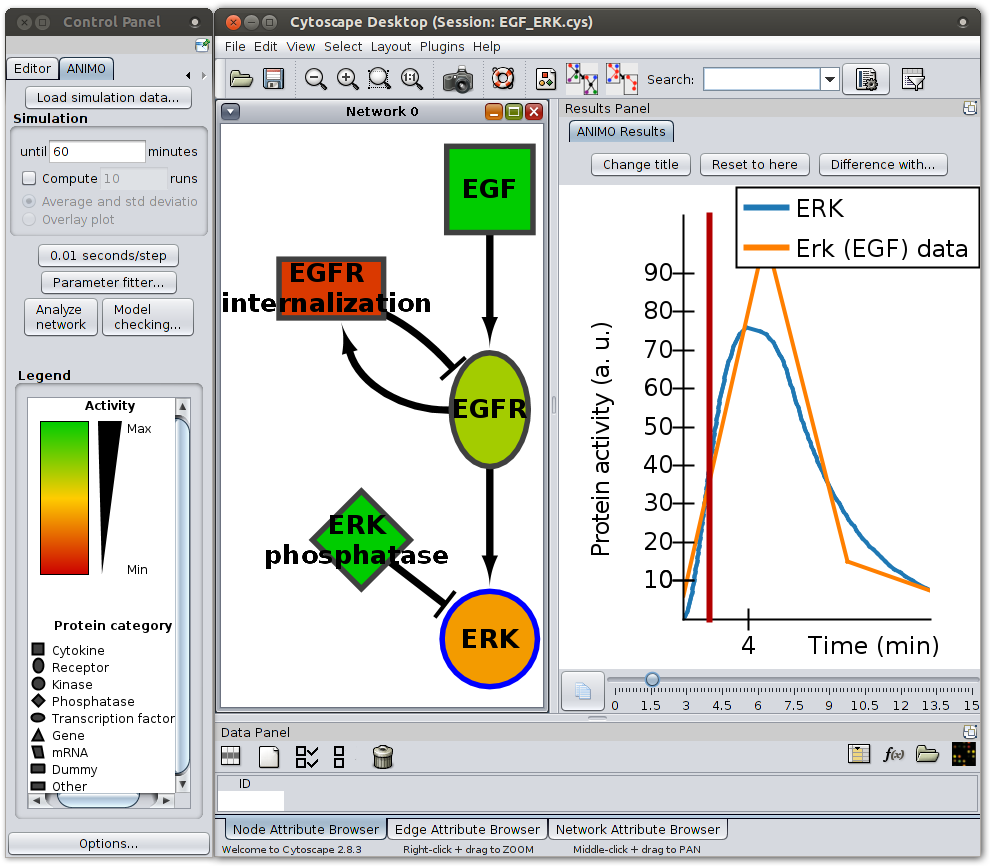 Control Panel
Editor
ANIMO
Load simulation data...
Simulation
until 60 minutes
Compute 10 runs
Average and std deviatio
Overlay plot
0.01 seconds/step
Parameter fitter...
Analyze
network
Model
checking...
Legend
Activity
Max
Min
Protein category
Cytokine
Receptor
Kinase
Phosphatase
Transcription factor
Gene
mRNA
Dummy
Other
Options...
Cytoscape Desktop (Session: EGF_ERK.cys)
File Edit View Select Layout Plugins Help
1:1
Search:
Network 0
EGF
EGFR
internalization
EGFR
ERK
phosphatase
ERK
Results Panel
ANIMO Results
Change title
Reset to here
Difference with...
ERK
Erk (EGF) data
Protein activity (a. u.)
90
80
70
60
50
40
30
20
10
4
Time (min)
0 1.5 3 4.5 6 7.5 9 10.5 12 13.5 15
Data Panel
f(x)
ID
Node Attribute Browser
Edge Attribute Browser
Network Attribute Browser
Welcome to Cytoscape 2.8.3
Right-click + drag to ZOOM
Middle-click + drag to PAN